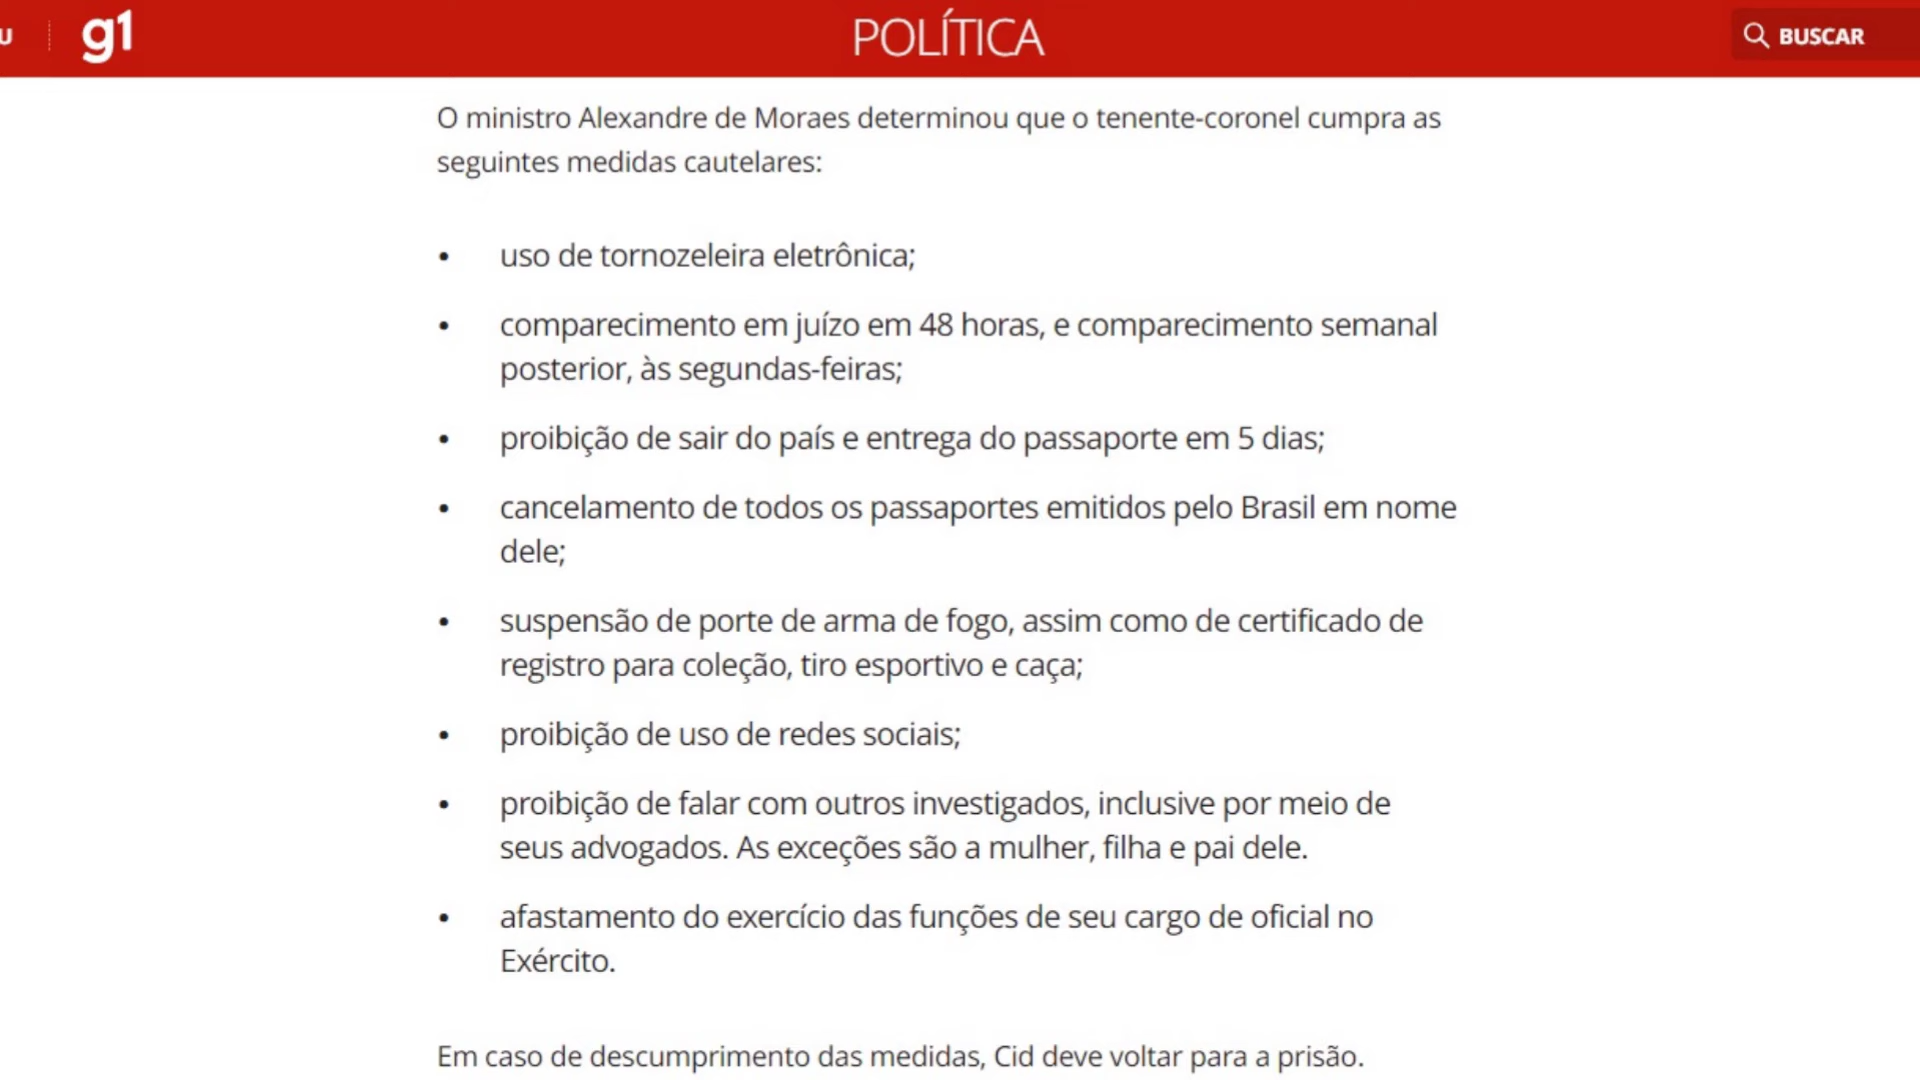 U
g1
POLÍTICA
BUSCAR
O ministro Alexandre de Moraes determinou que o tenente-coronel cumpra as
seguintes medidas cautelares:
• uso de tornozeleira eletrônica;
• comparecimento em juízo em 48 horas, e comparecimento semanal
posterior, às segundas-feiras;
• proibição de sair do país e entrega do passaporte em 5 dias;
• cancelamento de todos os passaportes emitidos pelo Brasil em nome
dele;
• suspensão de porte de arma de fogo, assim como de certificado de
registro para coleção, tiro esportivo e caça;
• proibição de uso de redes sociais;
• proibição de falar com outros investigados, inclusive por meio de
seus advogados. As exceções são a mulher, filha e pai dele.
• afastamento do exercício das funções de seu cargo de oficial no
Exército.
Em caso de descumprimento das medidas, Cid deve voltar para a prisão.